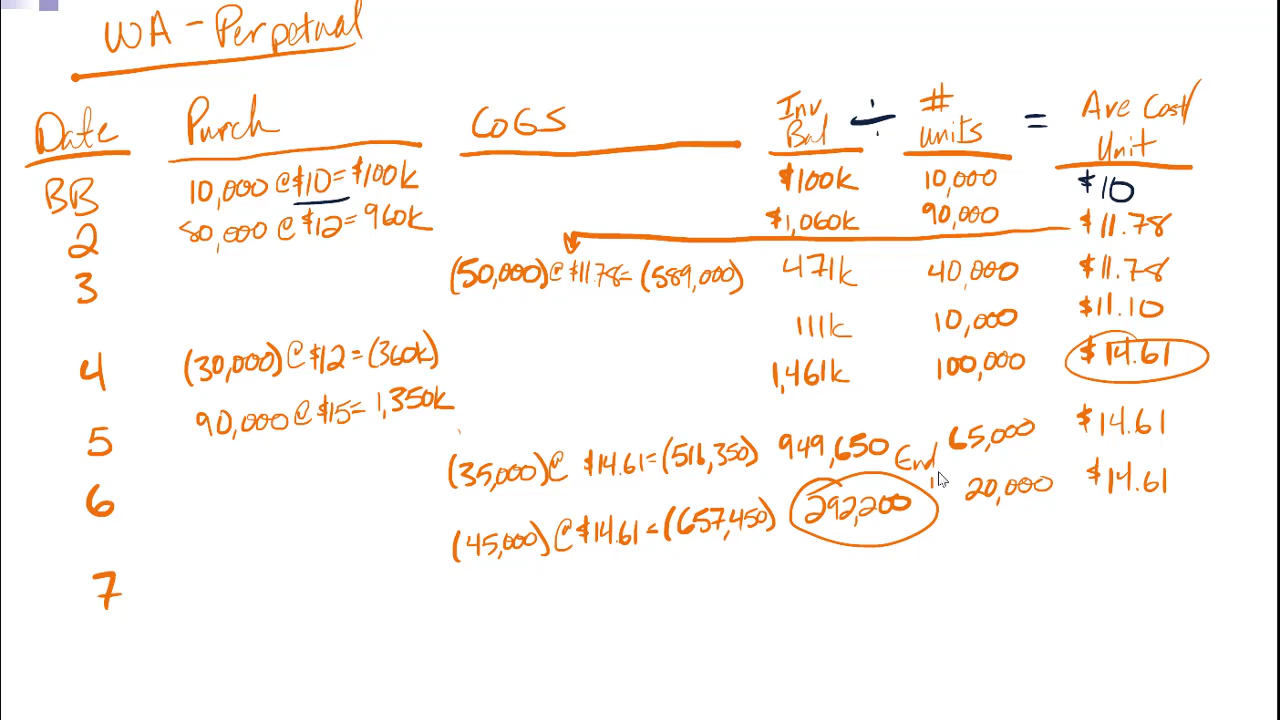 WA - Perpetual
Date Purch COGS Inv Bal ÷ # units = Ave Cost/ Unit
BB 10,000 @ $10 = $100k $100k 10,000 $10
2 80,000 @ $12 = 960k $1,060k 90,000 $11.78
3 (50,000) @ $11.78 = (589,000) 471k 40,000 $11.78
4 (30,000) @ $12 = (360k) 111k 10,000 $11.10
5 90,000 @ $15 = 1,350k 1,461k 100,000 $14.61
6 (35,000) @ $14.61 = (516,350) 949,650 65,000 $14.61
7 (45,000) @ $14.61 = (657,450) 292,200 End 20,000 $14.61